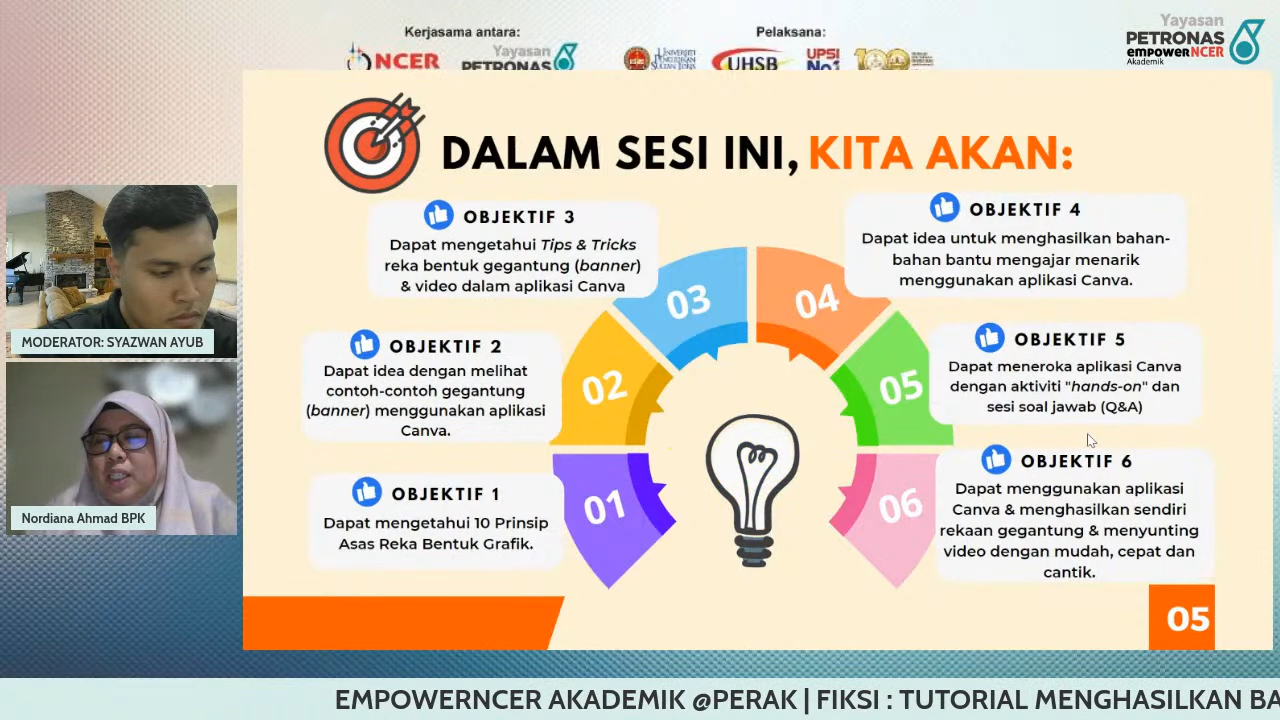 Kerjasama antara:
Pelaksana:
NCER
Yayasan
PETRONAS
UNIVERSITI
PENDIDIKAN
SULTAN IDRIS
UHSB
UPSI
No1
100
Yayasan
PETRONAS
empowerNCER
Akademik
DALAM SESI INI, KITA AKAN:
OBJEKTIF 3
Dapat mengetahui Tips & Tricks
reka bentuk gegantung (banner)
& video dalam aplikasi Canva
OBJEKTIF 4
Dapat idea untuk menghasilkan bahan-
bahan bantu mengajar menarik
menggunakan aplikasi Canva.
03
04
OBJEKTIF 2
Dapat idea dengan melihat
contoh-contoh gegantung
(banner) menggunakan aplikasi
Canva.
02
05
OBJEKTIF 5
Dapat meneroka aplikasi Canva
dengan aktiviti "hands-on" dan
sesi soal jawab (Q&A)
OBJEKTIF 1
Dapat mengetahui 10 Prinsip
Asas Reka Bentuk Grafik.
01
06
OBJEKTIF 6
Dapat menggunakan aplikasi
Canva & menghasilkan sendiri
rekaan gegantung & menyunting
video dengan mudah, cepat dan
cantik.
05
MODERATOR: SYAZWAN AYUB
Nordiana Ahmad BPK
EMPOWERNCER AKADEMIK @PERAK | FIKSI : TUTORIAL MENGHASILKAN BA